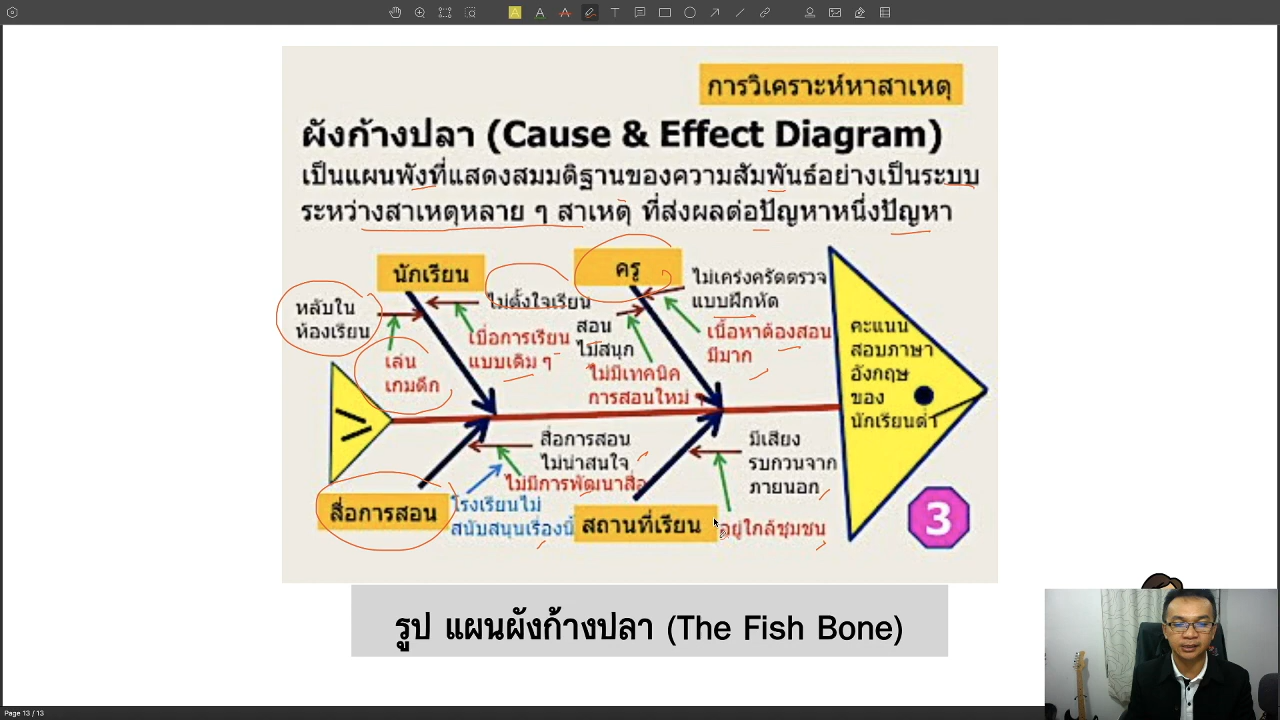 การวิเคราะห์หาสาเหตุ
ผังก้างปลา (Cause & Effect Diagram)
เป็นแผนพังที่แสดงสมมติฐานของความสัมพันธ์อย่างเป็นระบบ
ระหว่างสาเหตุหลาย ๆ สาเหตุ ที่ส่งผลต่อปัญหาหนึ่งปัญหา
นักเรียน
หลับใน
ห้องเรียน
เล่น
เกมดึก
ไม่ตั้งใจเรียน
เบื่อการเรียน
แบบเดิม ๆ
ครู
สอน
ไม่สนุก
ไม่มีเทคนิค
การสอนใหม่ ๆ
ไม่เคร่งครัดตรวจ
แบบฝึกหัด
เนื้อหาต้องสอน
มีมาก
คะแนน
สอบภาษา
อังกฤษ
ของ
นักเรียนต่ำ
สื่อการสอน
สื่อการสอน
ไม่น่าสนใจ
ไม่มีการพัฒนาสื่อ
โรงเรียนไม่
สนับสนุนเรื่องนี้
สถานที่เรียน
มีเสียง
รบกวนจาก
ภายนอก
อยู่ใกล้ชุมชน
3
รูป แผนผังก้างปลา (The Fish Bone)
Page 13 / 13